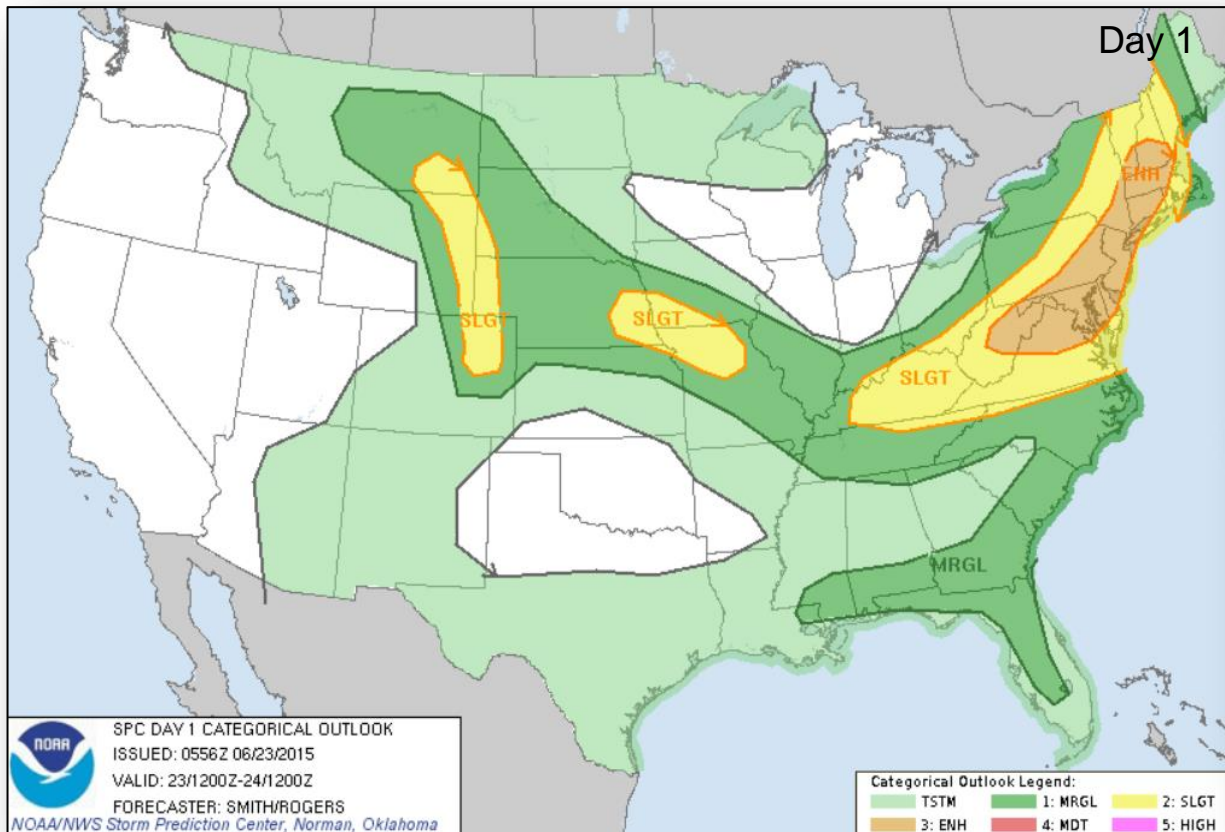 Day 1
ENH
SLGT
SLGT
SLGT
MRGL
SPC DAY 1 CATEGORICAL OUTLOOK
ISSUED: 0556Z 06/23/2015
VALID: 23/1200Z-24/1200Z
FORECASTER: SMITH/ROGERS
NOAA/NWS Storm Prediction Center, Norman, Oklahoma
NOAA
Categorical Outlook Legend:
TSTM 1: MRGL 2: SLGT
3: ENH 4: MDT 5: HIGH